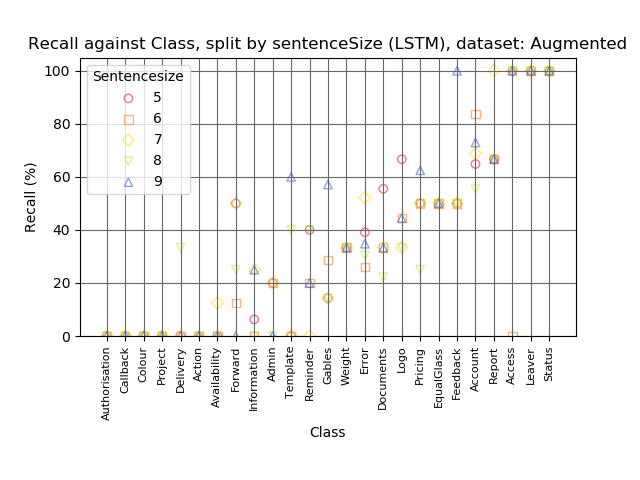 Recall against Class, split by sentenceSize (LSTM), dataset: Augmented
Recall (%)
100
80
60
40
20
0
Sentencesize
5
6
7
8
9
Authorisation
Callback
Colour
Project
Delivery
Action
Availability
Forward
Information
Admin
Template
Reminder
Gables
Weight
Error
Documents
Logo
Pricing
EqualGlass
Feedback
Account
Report
Access
Leaver
Status
Class